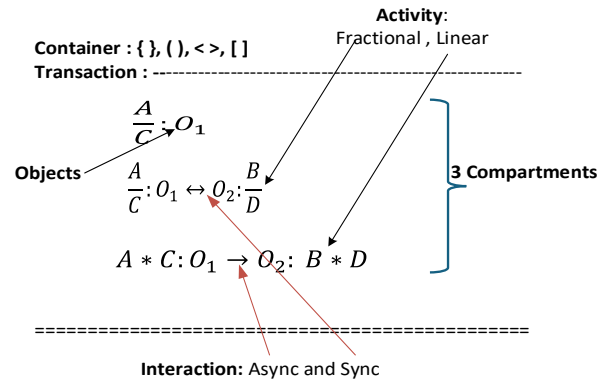 Activity:
Fractional , Linear
Container : { }, ( ), < >, [ ]
Transaction : -------------------------------------------------------------
A/C : O₁
Objects
3 Compartments
A/C : O₁ ↔ O₂ : B/D
A * C : O₁ → O₂ : B * D
==================================================
Interaction: Async and Sync